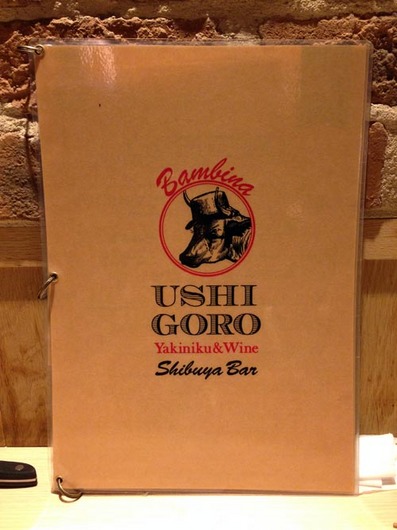 Bambina
USHI
GORO
Yakiniku&Wine
Shibuya Bar